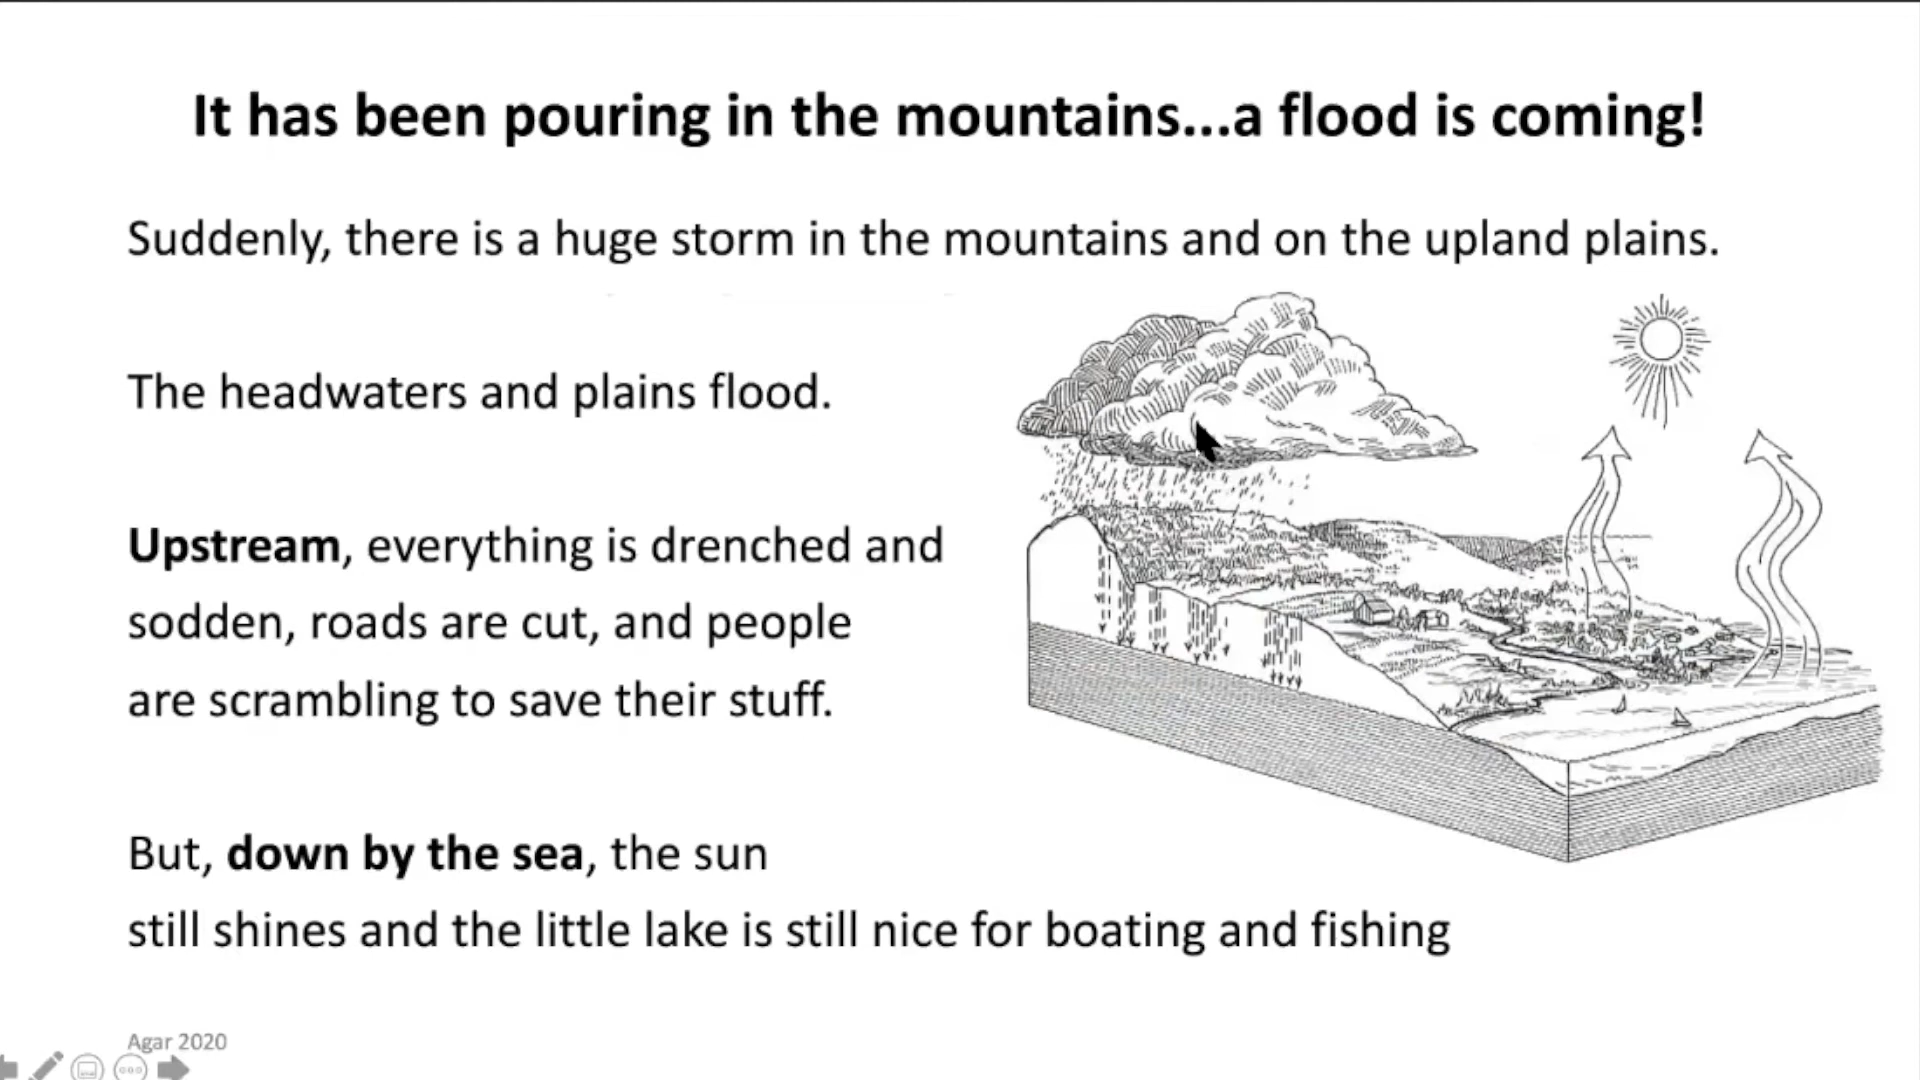 It has been pouring in the mountains...a flood is coming!
Suddenly, there is a huge storm in the mountains and on the upland plains.
The headwaters and plains flood.
Upstream, everything is drenched and
sodden, roads are cut, and people
are scrambling to save their stuff.
But, down by the sea, the sun
still shines and the little lake is still nice for boating and fishing
Agar 2020